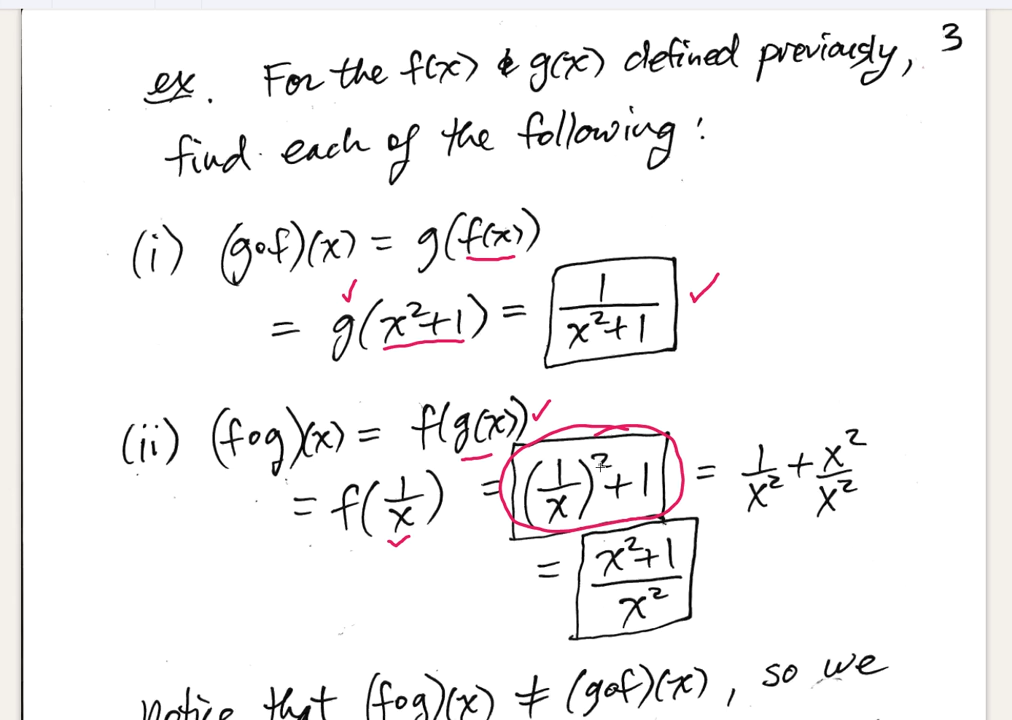 3
ex. For the f(x) & g(x) defined previously,
find each of the following:
(i) (g∘f)(x) = g(f(x))
= g(x²+1) = 1/(x²+1)
(ii) (f∘g)(x) = f(g(x))
= f(1/x) = (1/x)²+1 = 1/x² + x²/x²
= (x²+1)/x²
notice that (f∘g)(x) ≠ (g∘f)(x), so we